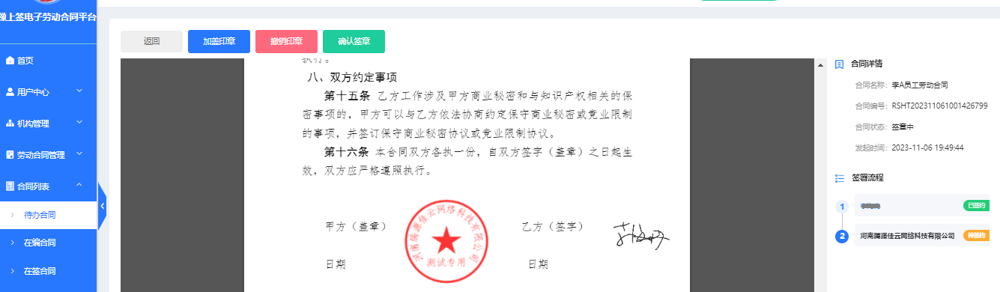 豫上签电子劳动合同平台
首页
用户中心
机构管理
劳动合同管理
合同列表
待办合同
在编合同
在签合同
返回
加盖印章
撤销印章
确认签章
执行。
八、双方约定事项
第十五条 乙方工作涉及甲方商业秘密和与知识产权相关的保
密事项的，甲方可以与乙方依法协商约定保守商业秘密或竞业限制
的事项，并签订保守商业秘密协议或竞业限制协议。
第十六条 本合同双方各执一份，自双方签字（盖章）之日起生
效，双方应严格遵照执行。
甲方（盖章）
河南腾源佳云网络科技有限公司
测试专用
乙方（签字）
日期
日期
合同详情
合同名称: 李A员工劳动合同
合同编号: RSHT202311061001426799
合同状态: 签章中
发起时间: 2023-11-06 19:49:44
签署流程
1
已签约
2 河南腾源佳云网络科技有限公司 待签约